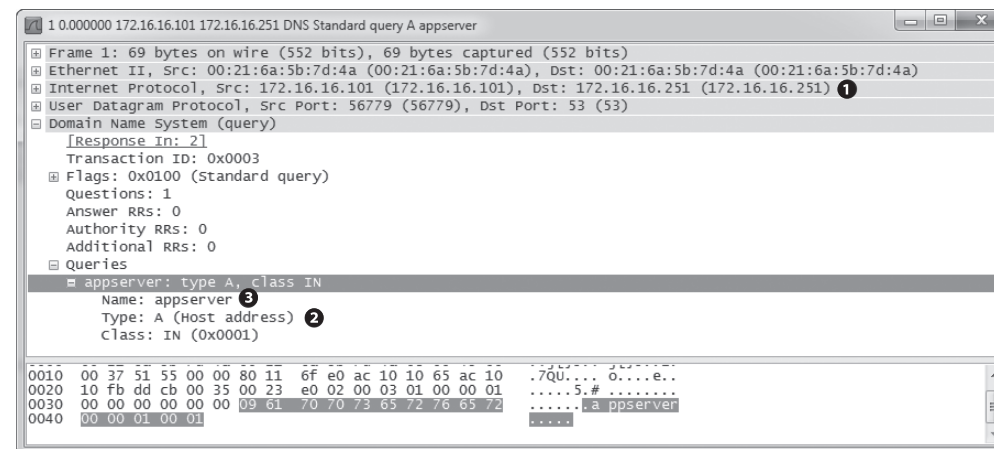 1 0.000000 172.16.16.101 172.16.16.251 DNS Standard query A appserver
Frame 1: 69 bytes on wire (552 bits), 69 bytes captured (552 bits)
Ethernet II, Src: 00:21:6a:5b:7d:4a (00:21:6a:5b:7d:4a), Dst: 00:21:6a:5b:7d:4a (00:21:6a:5b:7d:4a)
Internet Protocol, Src: 172.16.16.101 (172.16.16.101), Dst: 172.16.16.251 (172.16.16.251) ❶
User Datagram Protocol, Src Port: 56779 (56779), Dst Port: 53 (53)
Domain Name System (query)
[Response In: 2]
Transaction ID: 0x0003
Flags: 0x0100 (Standard query)
Questions: 1
Answer RRs: 0
Authority RRs: 0
Additional RRs: 0
Queries
appserver: type A, class IN
Name: appserver ❸
Type: A (Host address) ❷
Class: IN (0x0001)
0010 00 37 51 55 00 00 80 11 6f e0 ac 10 10 65 ac 10 .7QU.... o....e..
0020 10 fb dd cb 00 35 00 23 e0 02 00 03 01 00 00 01 .....5.# ........
0030 00 00 00 00 00 00 09 61 70 70 73 65 72 76 65 72 .......a ppserver
0040 00 00 01 00 01 .....